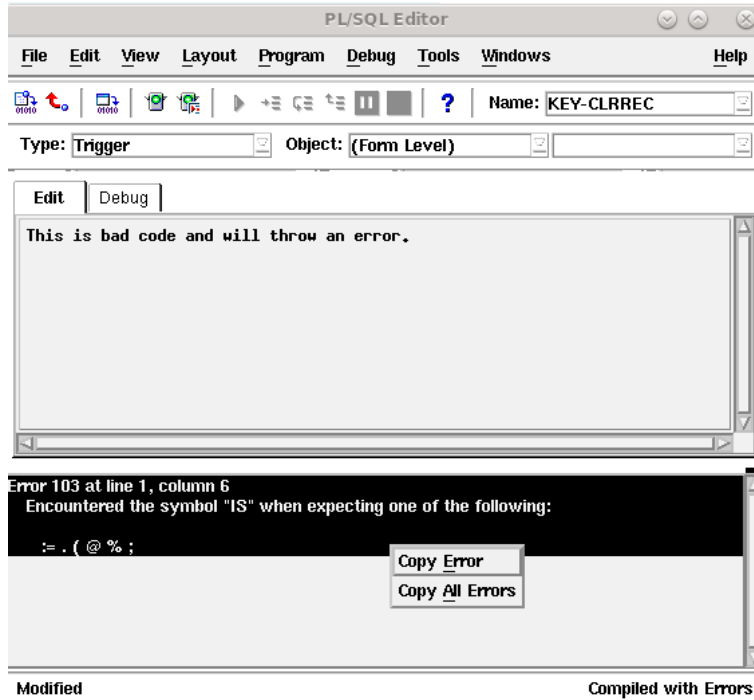 PL/SQL Editor
File Edit View Layout Program Debug Tools Windows Help
Name: KEY-CLRREC
Type: Trigger Object: (Form Level)
Edit Debug
This is bad code and will throw an error.
Error 103 at line 1, column 6
Encountered the symbol "IS" when expecting one of the following:
:= . ( @ % ;
Copy Error
Copy All Errors
Modified Compiled with Errors